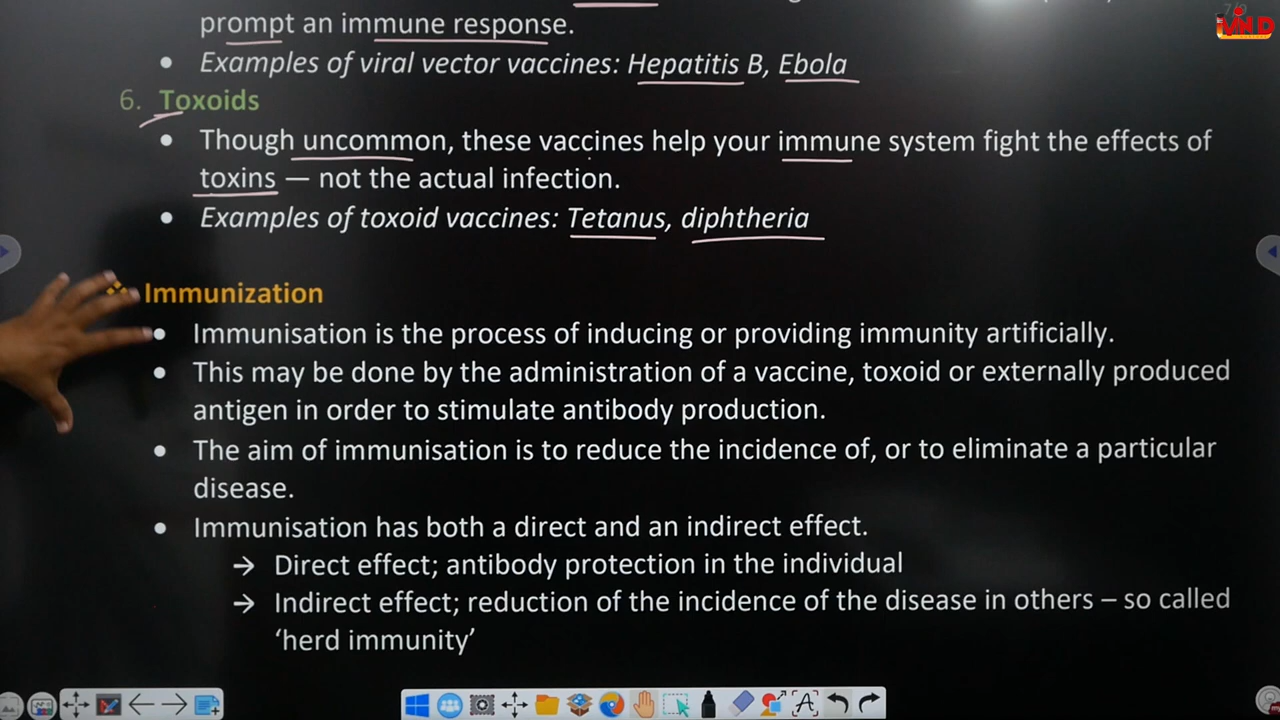 prompt an immune response.
• Examples of viral vector vaccines: Hepatitis B, Ebola
6. Toxoids
• Though uncommon, these vaccines help your immune system fight the effects of
toxins — not the actual infection.
• Examples of toxoid vaccines: Tetanus, diphtheria
Immunization
• Immunisation is the process of inducing or providing immunity artificially.
• This may be done by the administration of a vaccine, toxoid or externally produced
antigen in order to stimulate antibody production.
• The aim of immunisation is to reduce the incidence of, or to eliminate a particular
disease.
• Immunisation has both a direct and an indirect effect.
→ Direct effect; antibody protection in the individual
→ Indirect effect; reduction of the incidence of the disease in others – so called
‘herd immunity’